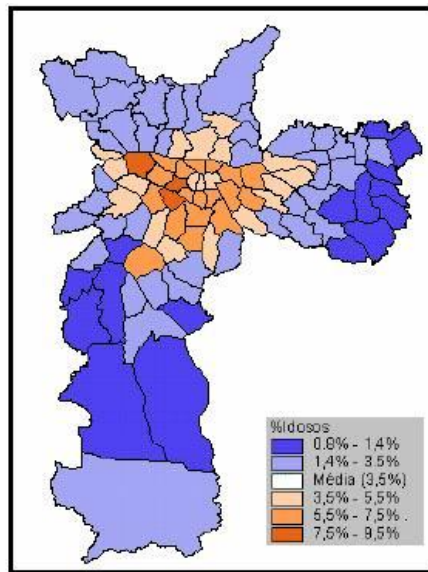 %Idosos
0.8% - 1,4%
1,4% - 3.5%
Média (3,5%)
3,5% - 5,5%
5,5% - 7,5% .
7,5% - 9,5%